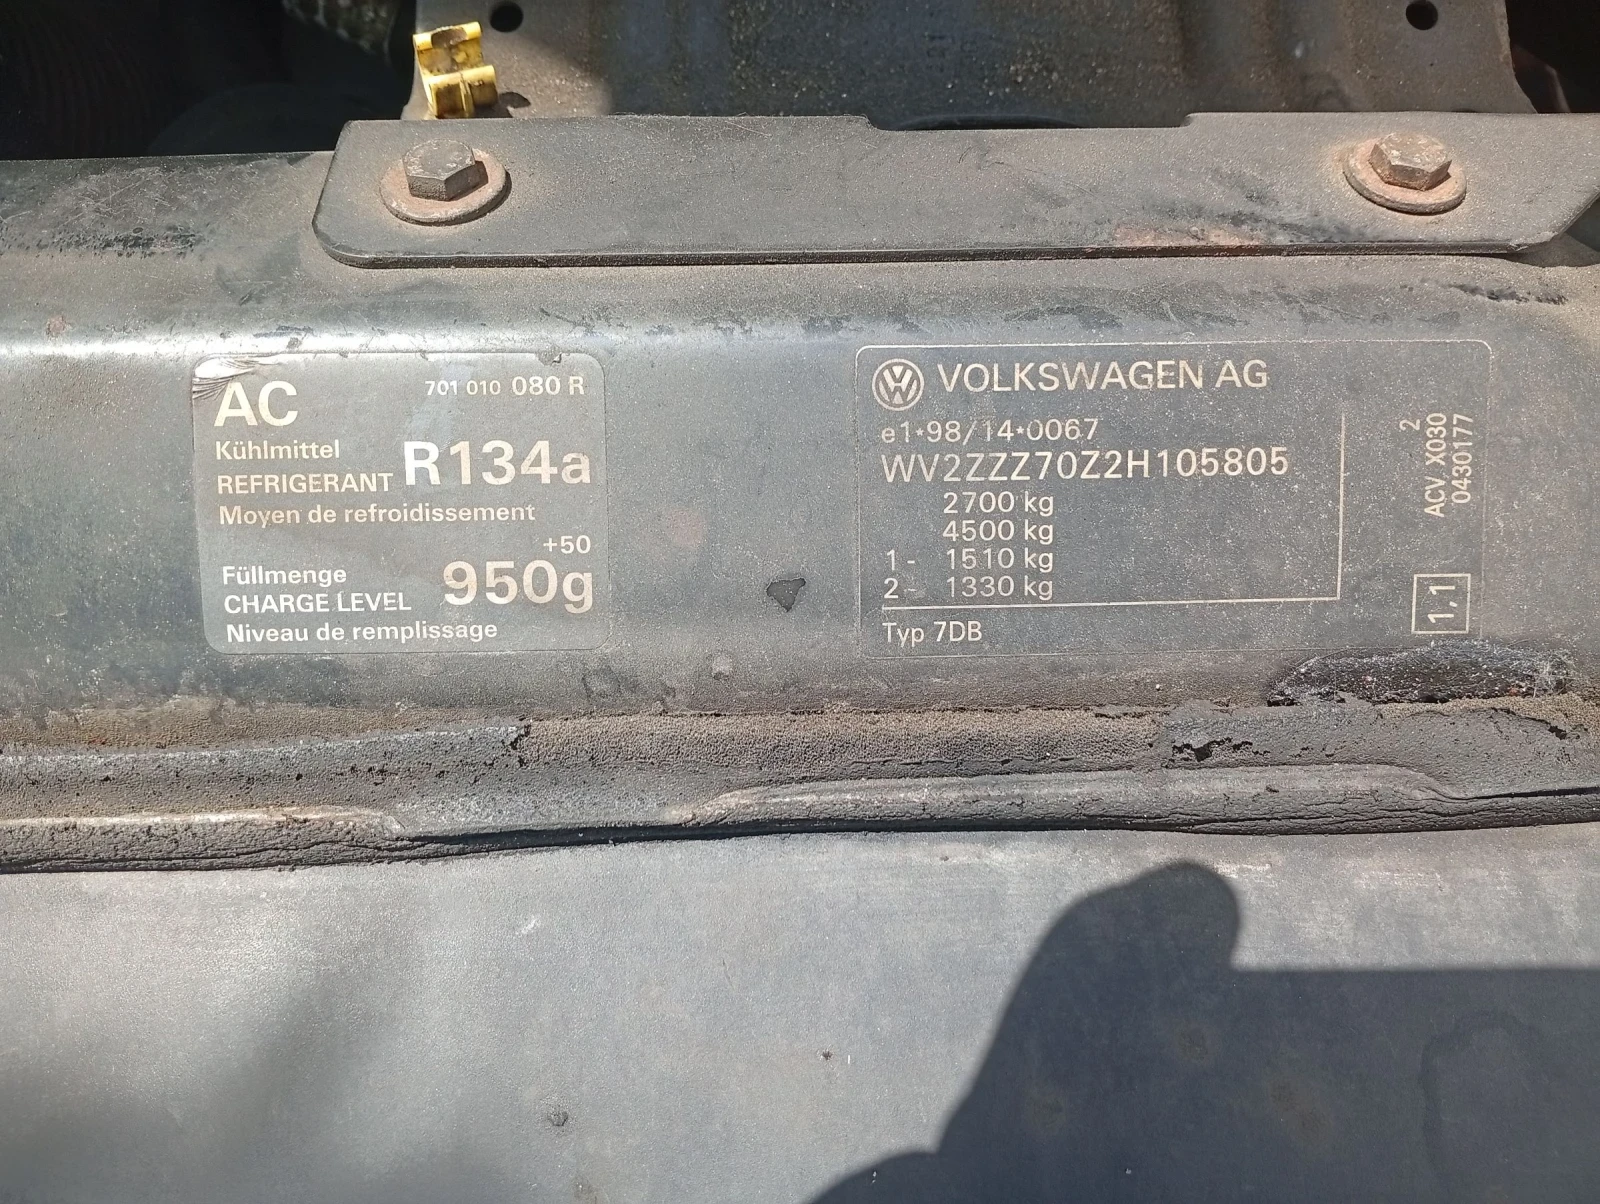 AC 701 010 080 R
Kühlmittel
REFRIGERANT R134a
Moyen de refroidissement
+50
Füllmenge
CHARGE LEVEL 950g
Niveau de remplissage
VOLKSWAGEN AG
e1*98/14*0067
WV2ZZZ70Z2H105805
2700 kg
4500 kg
1- 1510 kg
2- 1330 kg
Typ 7DB
2
ACV X030
0430177
1,1